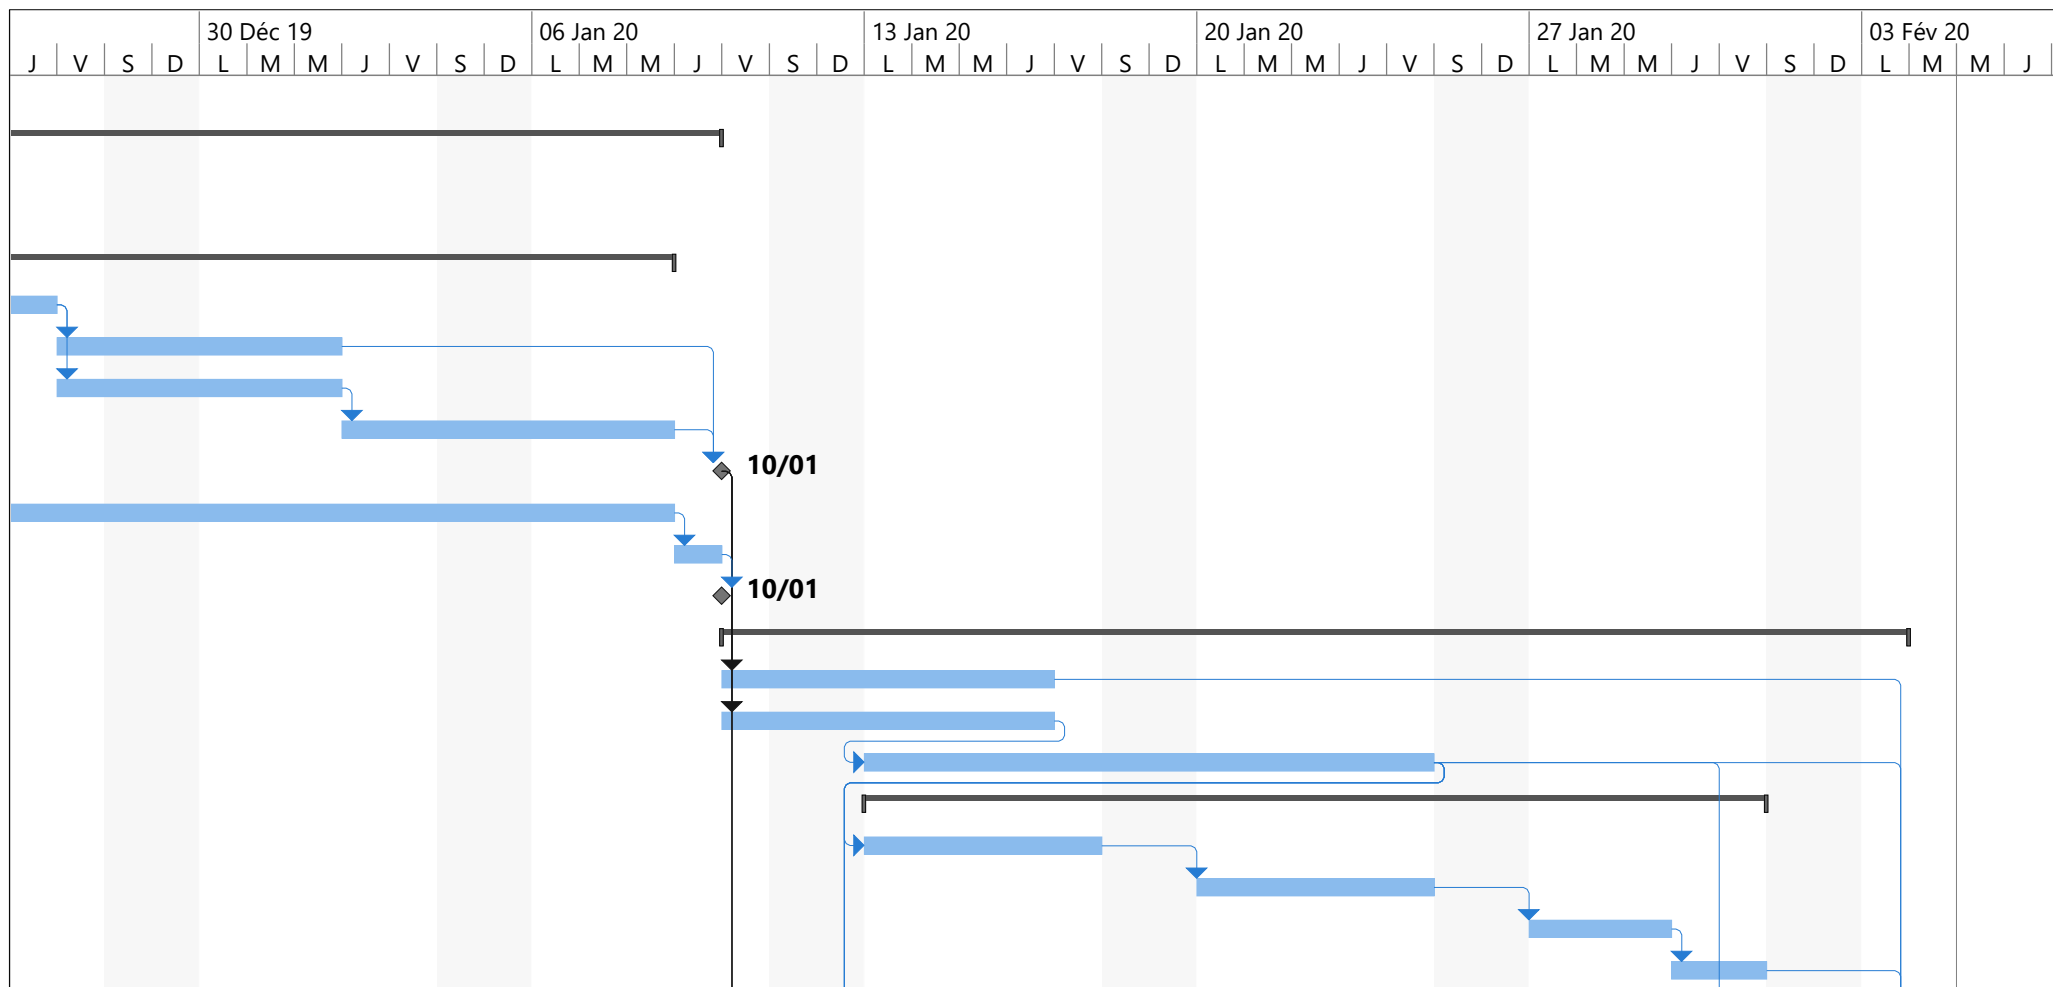 30 Déc 19 06 Jan 20 13 Jan 20 20 Jan 20 27 Jan 20 03 Fév 20
J V S D L M M J V S D L M M J V S D L M M J V S D L M M J V S D L M M J V S D L M M J
10/01
10/01